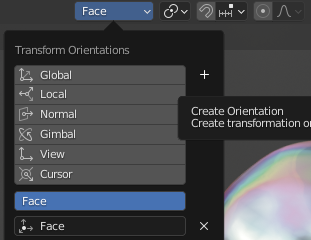 Face
Transform Orientations
Global
Local
Normal
Gimbal
View
Cursor
Create Orientation
Create transformation
Face
Face